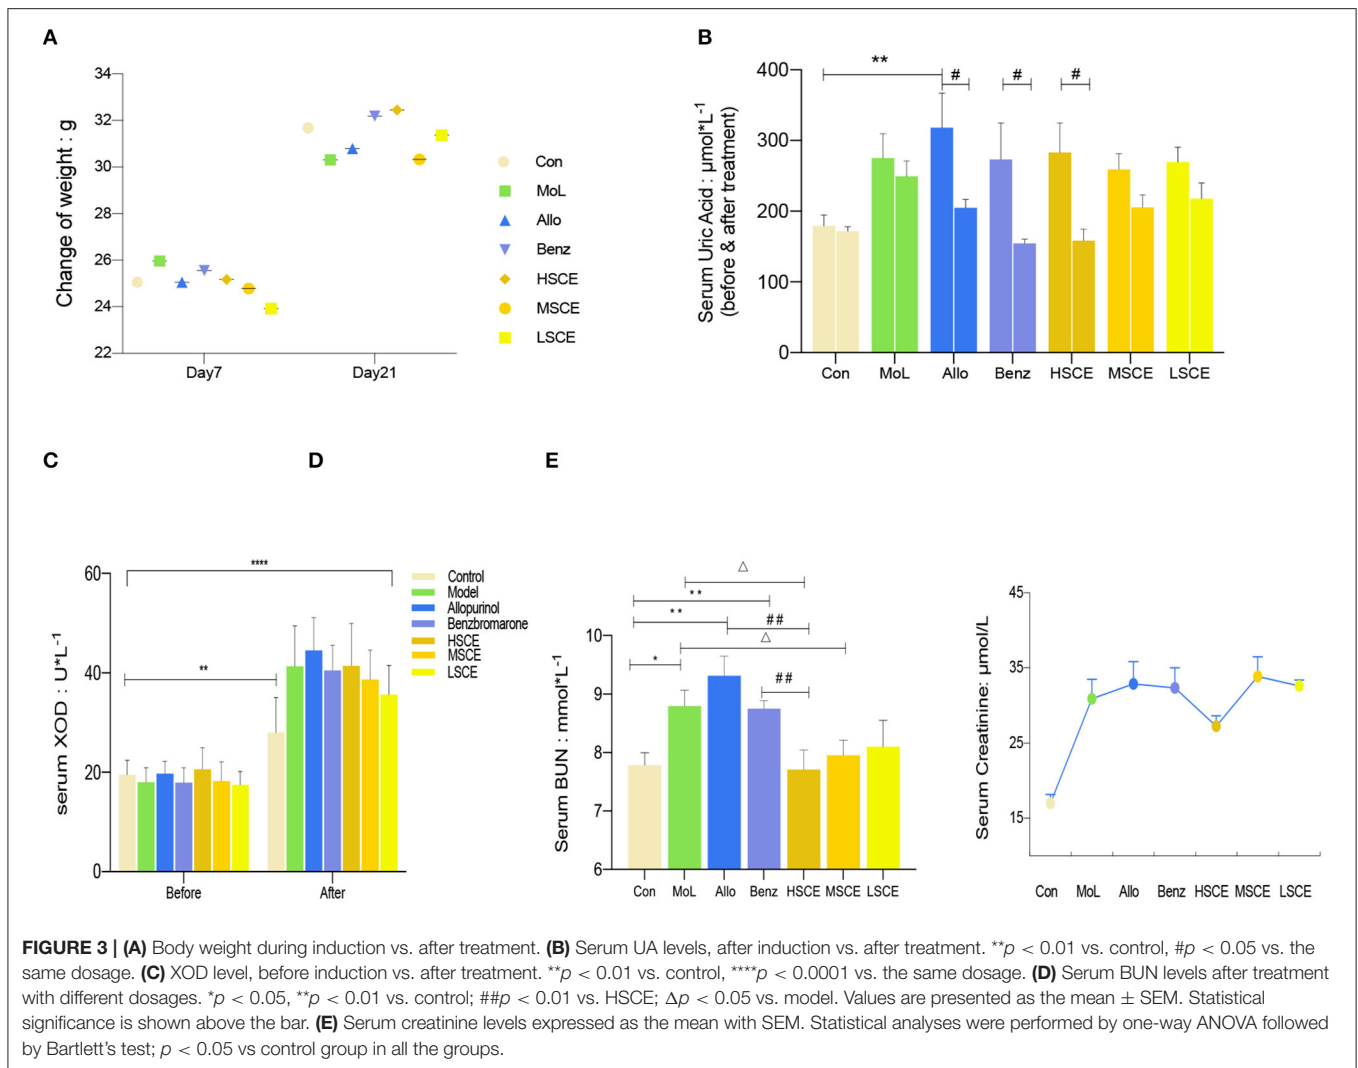 A
Change of weight : g
34
32
30
28
26
24
22
Day7
Day21
Con
MoL
Allo
Benz
HSCE
MSCE
LSCE
B
Serum Uric Acid : µmol*L⁻¹
(before & after treatment)
400
300
200
100
0
**
#
#
#
Con
MoL
Allo
Benz
HSCE
MSCE
LSCE
C
serum XOD : U*L⁻¹
60
40
20
0
****
**
Before
After
Control
Model
Allopurinol
Benzbromarone
HSCE
MSCE
LSCE
D
Serum BUN : mmol*L⁻¹
10
9
8
7
6
△
**
**
##
△
*
##
Con
MoL
Allo
Benz
HSCE
MSCE
LSCE
E
Serum Creatinine: µmol/L
45
35
25
15
Con
MoL
Allo
Benz
HSCE
MSCE
LSCE
FIGURE 3 | (A) Body weight during induction vs. after treatment. (B) Serum UA levels, after induction vs. after treatment. **p < 0.01 vs. control, #p < 0.05 vs. the
same dosage. (C) XOD level, before induction vs. after treatment. **p < 0.01 vs. control, ****p < 0.0001 vs. the same dosage. (D) Serum BUN levels after treatment
with different dosages. *p < 0.05, **p < 0.01 vs. control; ##p < 0.01 vs. HSCE; Δp < 0.05 vs. model. Values are presented as the mean ± SEM. Statistical
significance is shown above the bar. (E) Serum creatinine levels expressed as the mean with SEM. Statistical analyses were performed by one-way ANOVA followed
by Bartlett's test; p < 0.05 vs control group in all the groups.